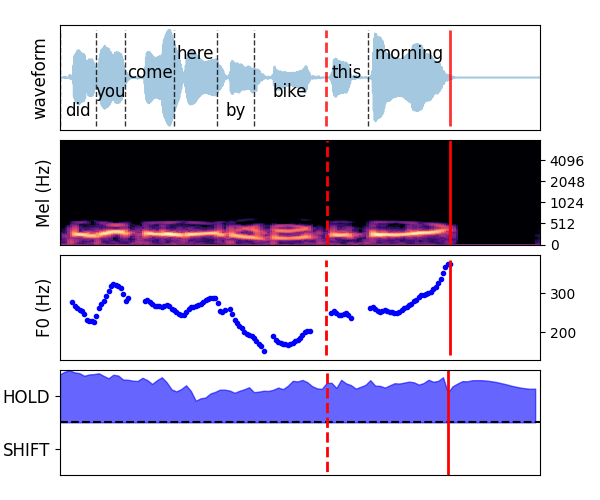 waveform
did you come here by bike this morning
Mel (Hz)
4096
2048
1024
512
0
F0 (Hz)
300
200
HOLD
SHIFT